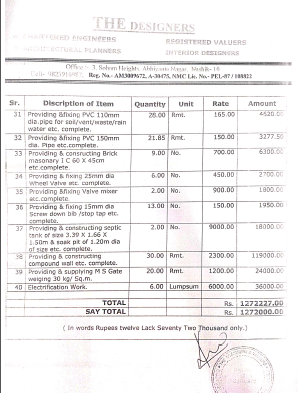 THE DESIGNERS
CHARTERED ENGINEERS REGISTERED VALUERS
ARCHITECTURAL PLANNERS INTERIOR DESIGNERS
Office : 3, Soham Heights, Nashik-
Reg. No.- AM3009672, A-30475, NMC Lic. No.- PEL-87 / 108822
Sr. Discription of Item Quantity Unit Rate Amount
31 Providing &fixing PVC 110mm 28.00 Rmt. 165.00 4620.00
dia.pipe for soil/vent/waste/rain
water etc. complete.
32 Providing &fixing PVC 150mm 21.85 Rmt. 150.00 3277.50
dia. Pipe etc.complete.
33 Providing & constructing Brick 9.00 No. 700.00 6300.00
masonary I C 60 X 45cm
etc.complete.
34 Providing & fixing 25mm dia 6.00 No. 450.00 2700.00
Wheel Valve etc. complete.
35 Providing &fixing Valve mixer 2.00 No. 900.00 1800.00
etc.complete.
36 Providing & fixing 15mm dia 13.00 No. 150.00 1950.00
Screw down bib /stop tap etc.
complete.
37 Providing & constructing septic 2.00 No. 9000.00 18000.00
tank of size 3.39 X 1.66 X
1.50m & soak pit of 1.20m dia
of size etc. complete.
38 Providing & constructing 30.00 Rmt. 2300.00 119000.00
compound wall etc. complete.
39 Providing & supplying M S Gate 20.00 Rmt. 1200.00 24000.00
weging 30 kg/ Sq.m.
40 Electrification Work. 6.00 Lumpsum 6000.00 36000.00
TOTAL Rs. 1272227.00
SAY TOTAL Rs. 1272000.00
( In words Rupees twelve Lack Seventy Two Thousand only.)